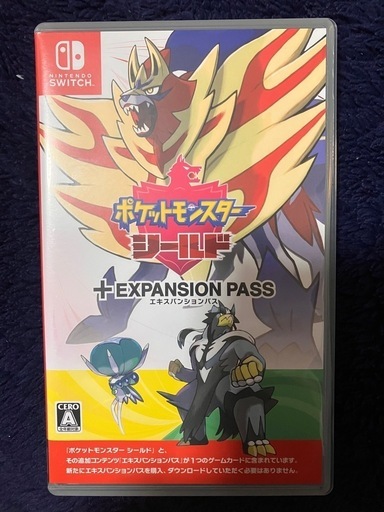 NINTENDO
SWITCH
ポケットモンスター
シールド
+EXPANSION PASS
エキスパンションパス
CERO
A
全年齢対象
「ポケットモンスター シールド」と、
その追加コンテンツ「エキスパンションパス」が1つのゲームカードに含まれています。
新たにエキスパンションパスを購入、ダウンロードしていただく必要はありません。